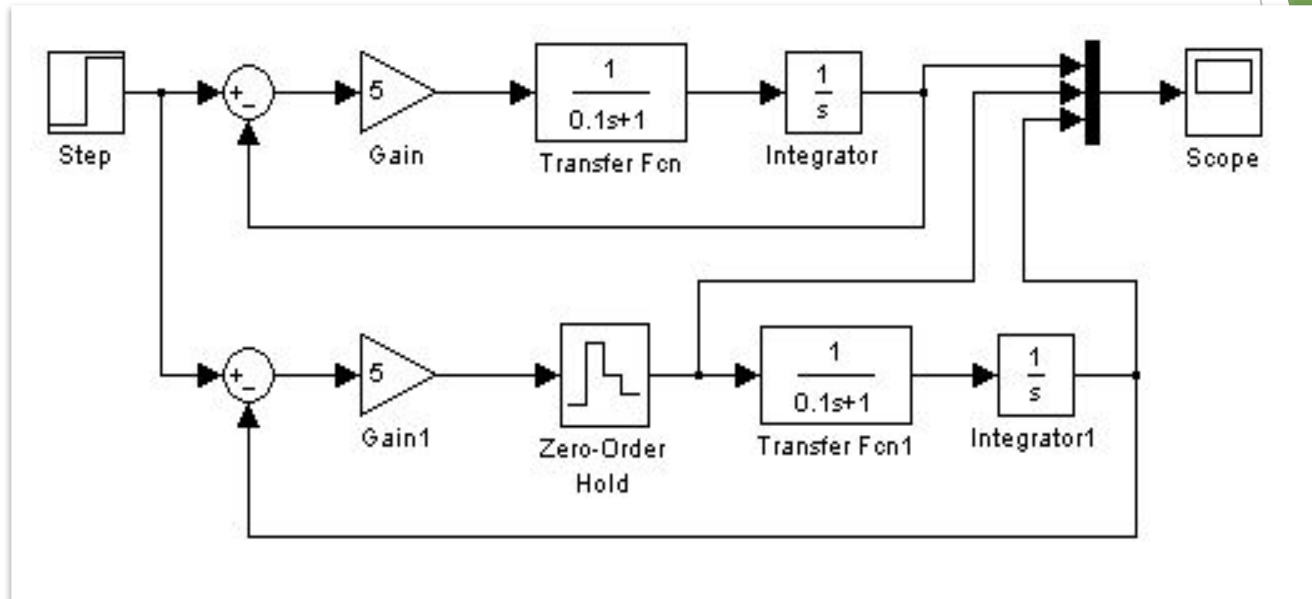 Step
+
−
5
Gain
1
0.1s+1
Transfer Fcn
1
s
Integrator
Scope
+
−
5
Gain1
Zero-Order
Hold
1
0.1s+1
Transfer Fcn1
1
s
Integrator1